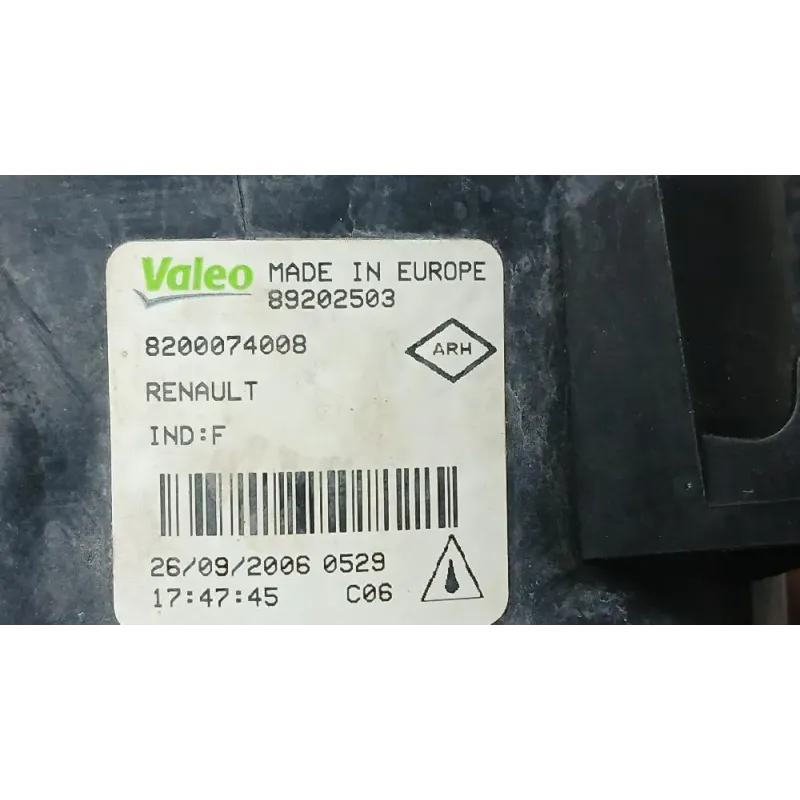 Valeo MADE IN EUROPE
89202503
8200074008
ARH
RENAULT
IND:F
26/09/2006 0529
17:47:45 C06